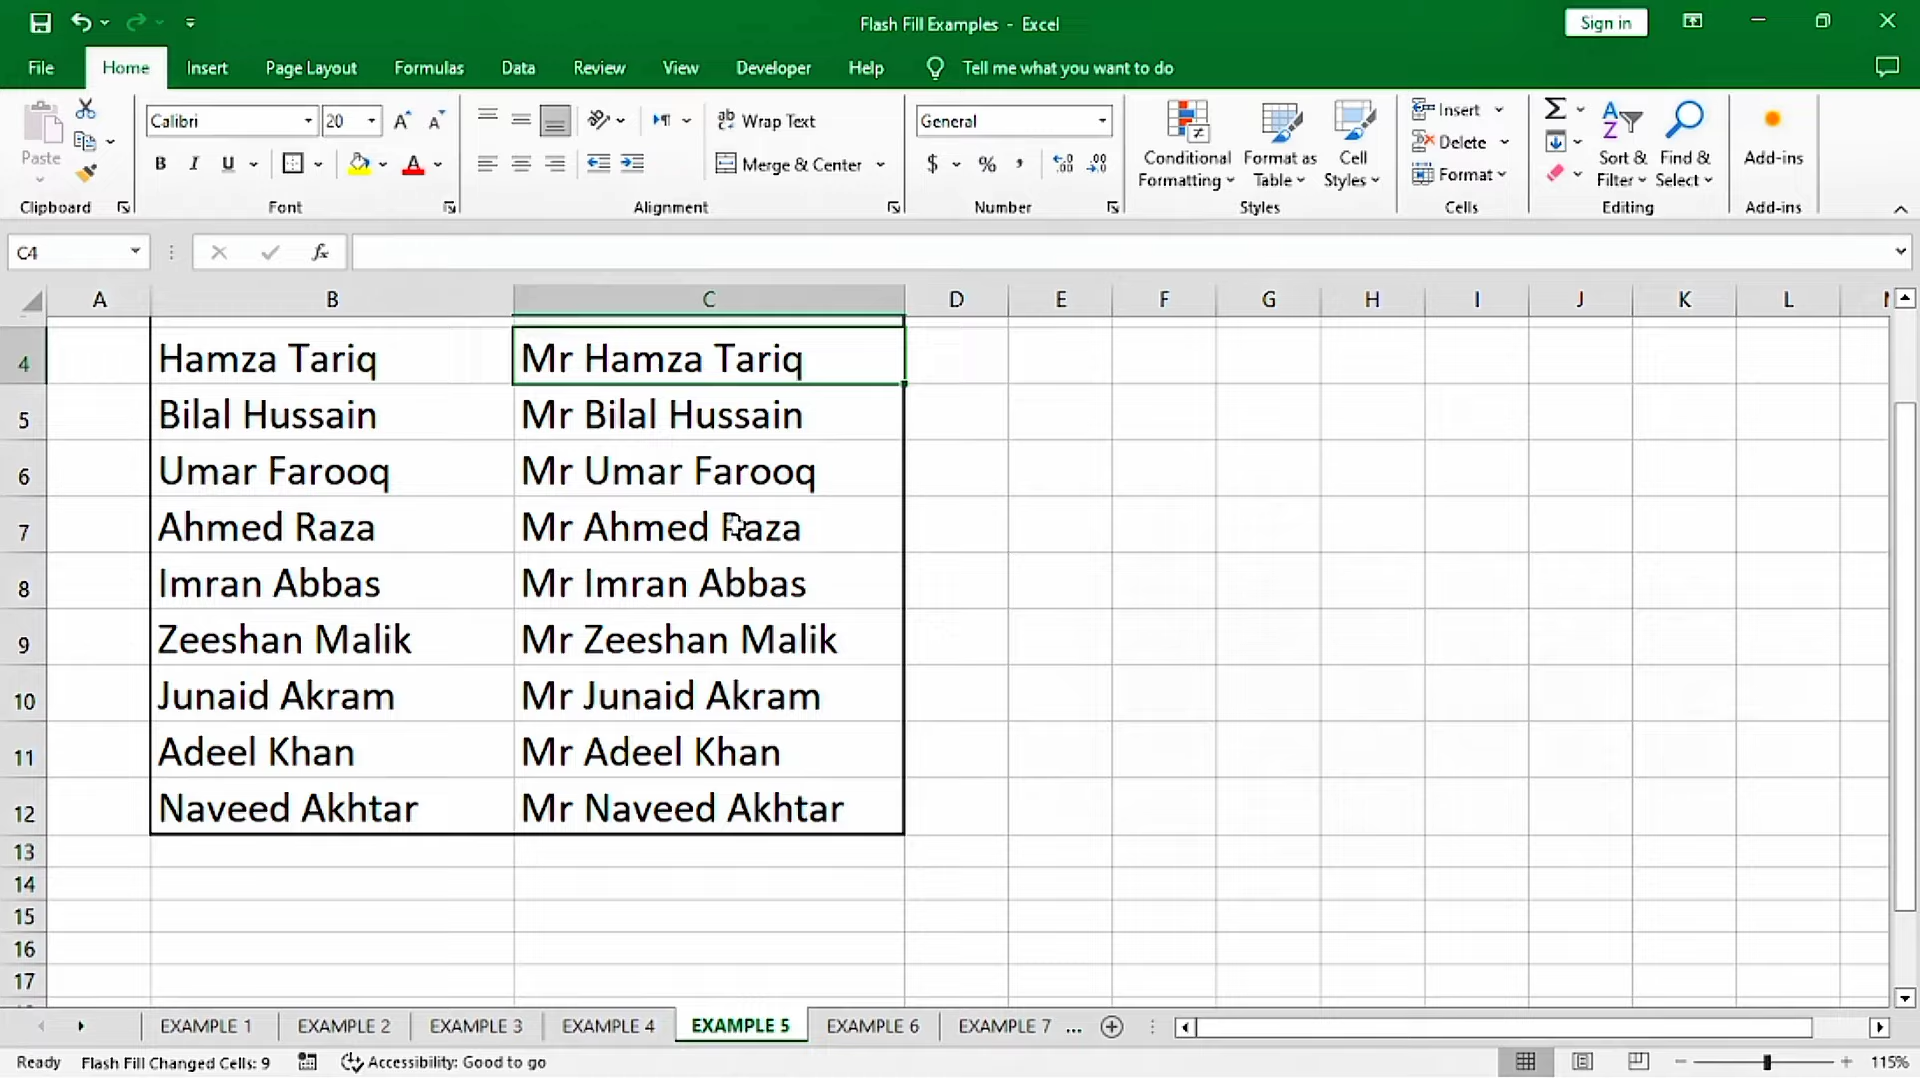 Flash Fill Examples - Excel
Sign in
File Home Insert Page Layout Formulas Data Review View Developer Help Tell me what you want to do
Paste
Clipboard
Calibri 20
B I U
Font
Wrap Text
Merge & Center
Alignment
General
$ % ,
Number
Conditional Formatting
Format as Table
Cell Styles
Styles
Insert
Delete
Format
Cells
Sort & Filter
Find & Select
Editing
Add-ins
Add-ins
C4 fx
A B C D E F G H I J K L
4 Hamza Tariq Mr Hamza Tariq
5 Bilal Hussain Mr Bilal Hussain
6 Umar Farooq Mr Umar Farooq
7 Ahmed Raza Mr Ahmed Raza
8 Imran Abbas Mr Imran Abbas
9 Zeeshan Malik Mr Zeeshan Malik
10 Junaid Akram Mr Junaid Akram
11 Adeel Khan Mr Adeel Khan
12 Naveed Akhtar Mr Naveed Akhtar
13
14
15
16
17
EXAMPLE 1 EXAMPLE 2 EXAMPLE 3 EXAMPLE 4 EXAMPLE 5 EXAMPLE 6 EXAMPLE 7 ...
Ready Flash Fill Changed Cells: 9 Accessibility: Good to go 115%